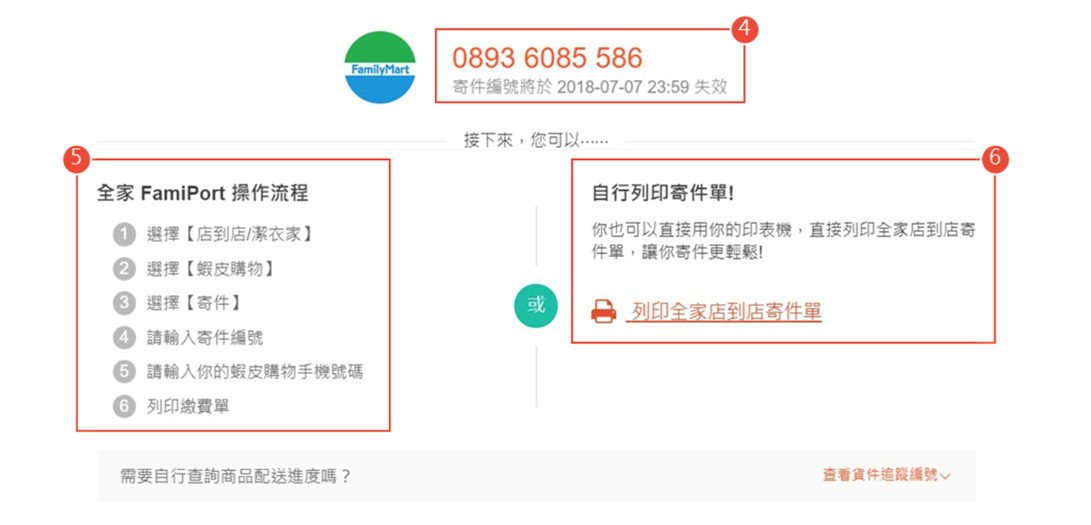 4
FamilyMart
0893 6085 586
寄件編號將於 2018-07-07 23:59 失效
接下來，您可以······
5
全家 FamiPort 操作流程
1 選擇【店到店/潔衣家】
2 選擇【蝦皮購物】
3 選擇【寄件】
4 請輸入寄件編號
5 請輸入你的蝦皮購物手機號碼
6 列印繳費單
或
6
自行列印寄件單!
你也可以直接用你的印表機，直接列印全家店到店寄
件單，讓你寄件更輕鬆!
列印全家店到店寄件單
需要自行查詢商品配送進度嗎？
查看貨件追蹤編號